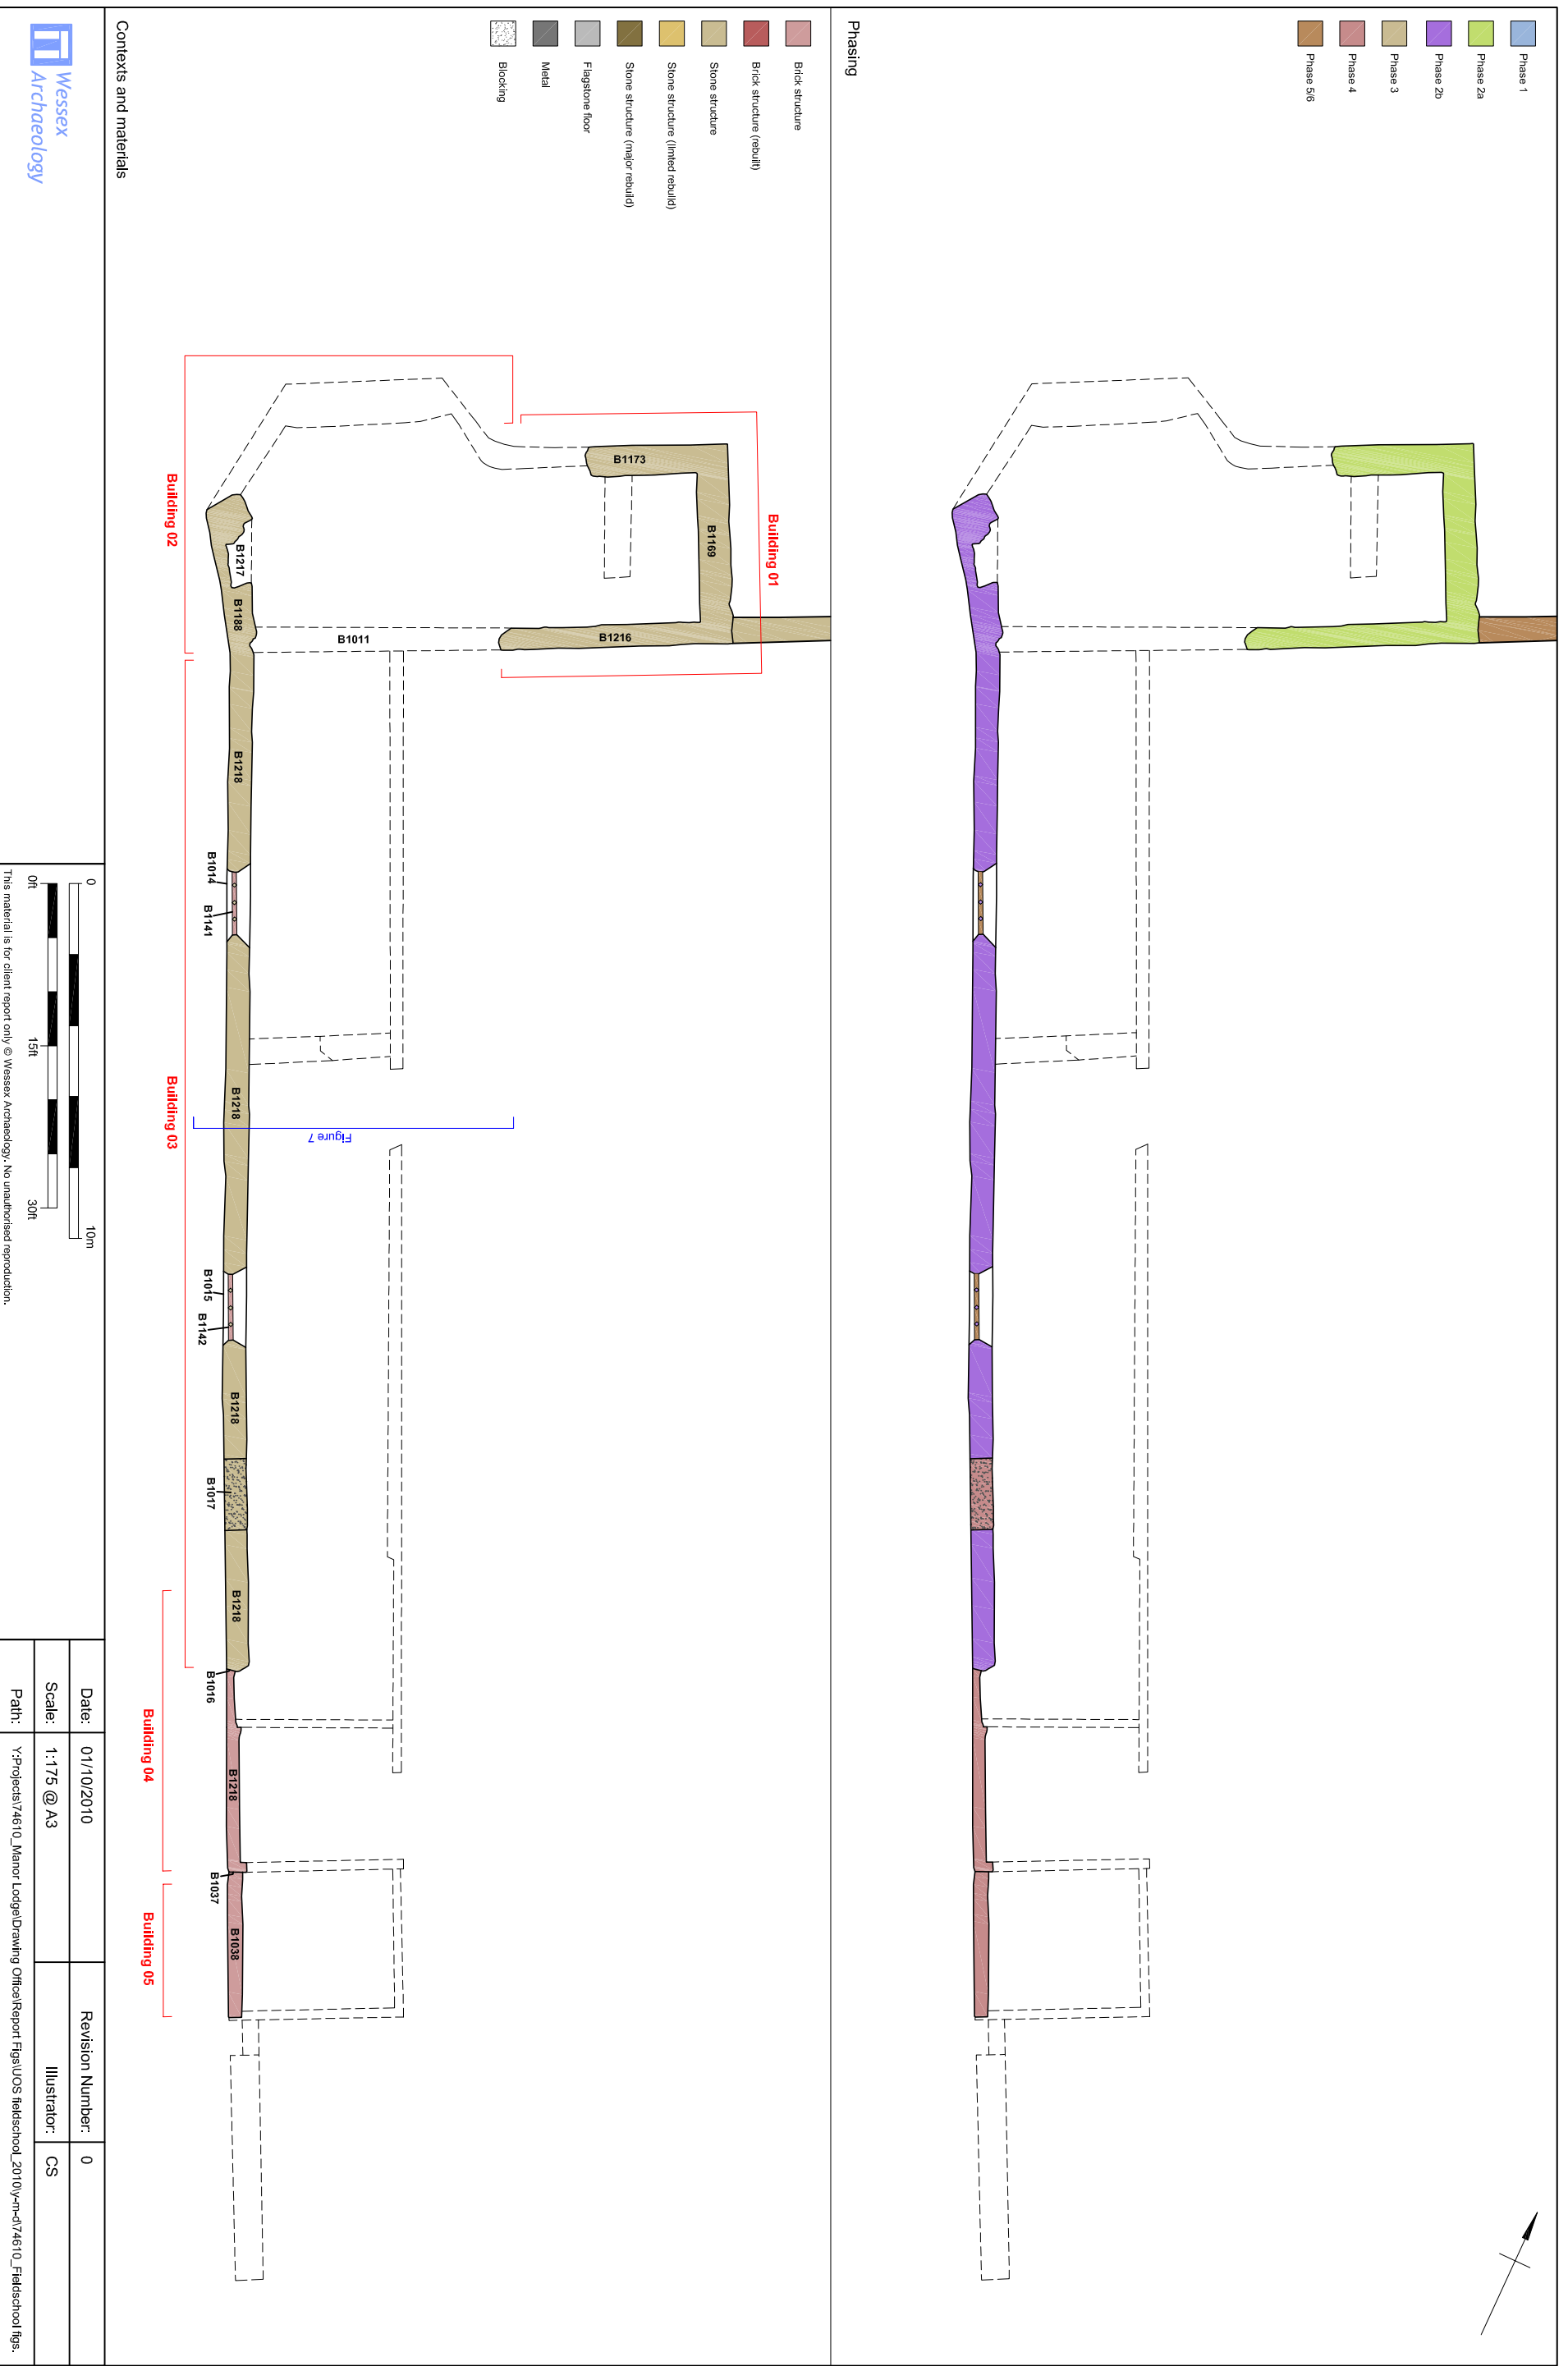 Phasing
Phase 1
Phase 2a
Phase 2b
Phase 3
Phase 4
Phase 5/6
Contexts and materials
Brick structure
Brick structure (rebuilt)
Stone structure
Stone structure (limted rebuild)
Stone structure (major rebuild)
Flagstone floor
Metal
Blocking
Building 01
B1173
B1169
B1216
Building 02
B1217
B1188
B1011
Building 03
B1218
B1014
B1141
B1218
Figure 7
B1015
B1142
B1218
B1017
B1218
B1016
Building 04
B1218
B1037
Building 05
B1038
Wessex
Archaeology
0
10m
0ft
15ft
30ft
This material is for client report only © Wessex Archaeology. No unauthorised reproduction.
Date: 01/10/2010 Revision Number: 0
Scale: 1:175 @ A3 Illustrator: CS
Path: Y:Projects\74610_Manor Lodge\Drawing Office\Report Figs\UOS fieldschool_2010\y-m-d\74610_Fieldschool figs.